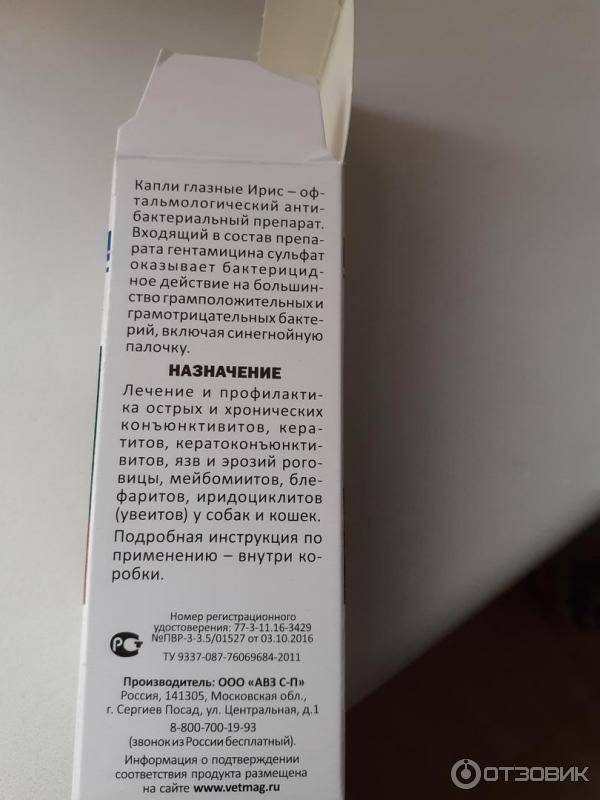 Капли глазные Ирис – оф-
тальмологический анти-
бактериальный препарат.
Входящий в состав препа-
рата гентамицина сульфат
оказывает бактерицид-
ное действие на большин-
ство грамположительных и
грамотрицательных бакте-
рий, включая синегнойную
палочку.
НАЗНАЧЕНИЕ
Лечение и профилакти-
ка острых и хронических
конъюнктивитов, кера-
титов, кератоконъюнкти-
витов, язв и эрозий рого-
вицы, мейбомиитов, бле-
фаритов, иридоциклитов
(увеитов) у собак и кошек.
Подробная инструкция по
применению – внутри ко-
робки.
Номер регистрационного
удостоверения: 77-3-11.16-3429
№ПВР-3-3.5/01527 от 03.10.2016
ТУ 9337-087-76069684-2011
Производитель: ООО «АВЗ С-П»
Россия, 141305, Московская обл.,
г. Сергиев Посад, ул. Центральная, д.1
8-800-700-19-93
(звонок из России бесплатный).
Информация о подтверждении
соответствия продукта размещена
на сайте www.vetmag.ru
ОТЗОВИК